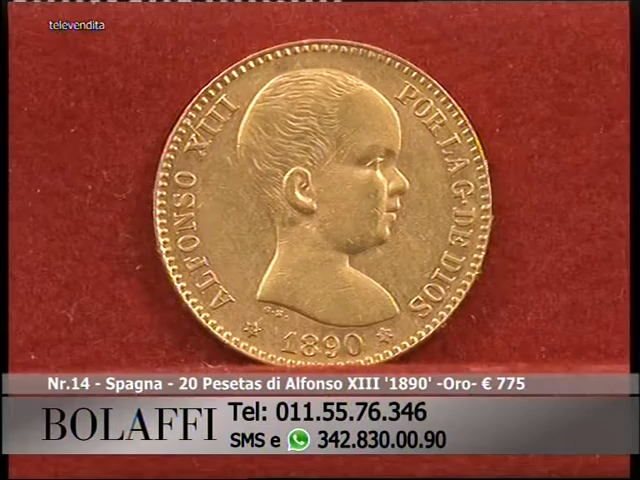 televendita
ALFONSO XIII
POR LA G. DE DIOS
G.S.
1890
Nr.14 - Spagna - 20 Pesetas di Alfonso XIII '1890' -Oro- € 775
BOLAFFI
Tel: 011.55.76.346
SMS e 342.830.00.90